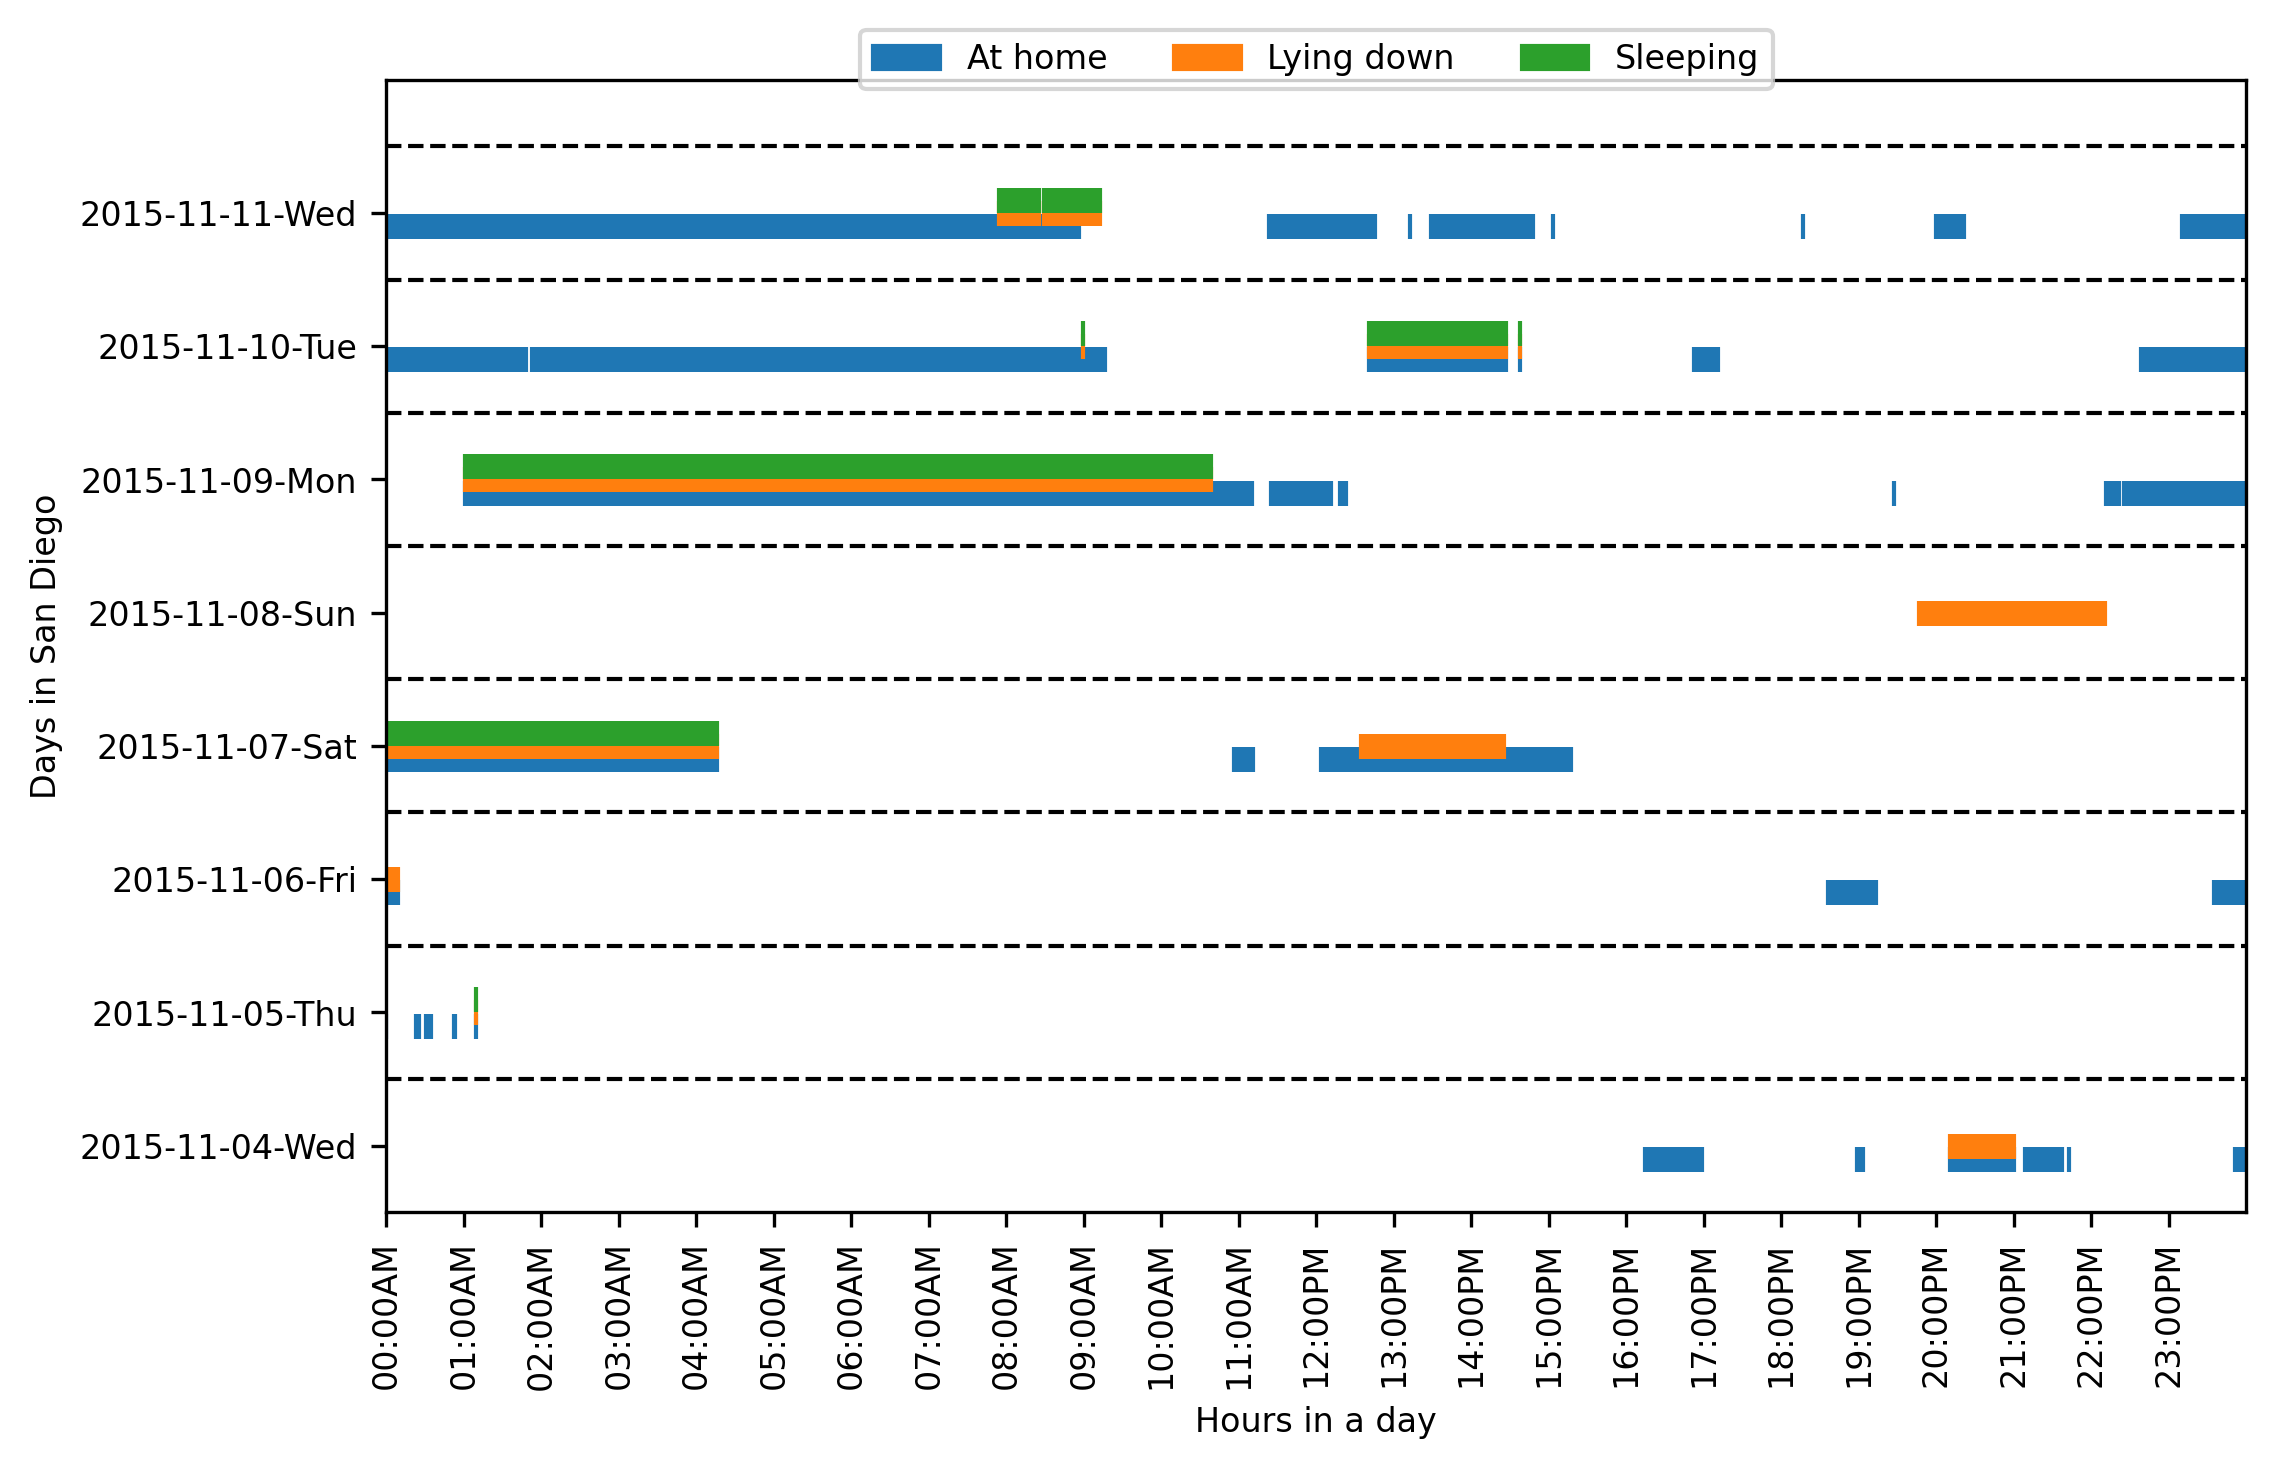 At home Lying down Sleeping
2015-11-11-Wed
2015-11-10-Tue
2015-11-09-Mon
2015-11-08-Sun
2015-11-07-Sat
2015-11-06-Fri
2015-11-05-Thu
2015-11-04-Wed
Days in San Diego
00:00AM 01:00AM 02:00AM 03:00AM 04:00AM 05:00AM 06:00AM 07:00AM 08:00AM 09:00AM 10:00AM 11:00AM 12:00PM 13:00PM 14:00PM 15:00PM 16:00PM 17:00PM 18:00PM 19:00PM 20:00PM 21:00PM 22:00PM 23:00PM
Hours in a day